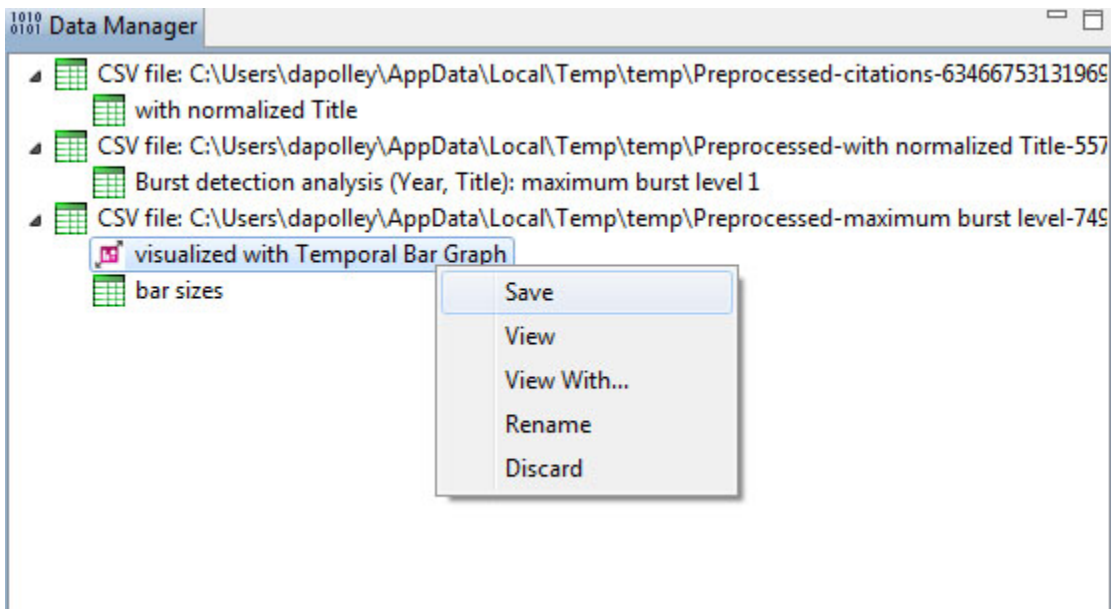 1010
0101 Data Manager
CSV file: C:\Users\dapolley\AppData\Local\Temp\temp\Preprocessed-citations-63466753131969
with normalized Title
CSV file: C:\Users\dapolley\AppData\Local\Temp\temp\Preprocessed-with normalized Title-557
Burst detection analysis (Year, Title): maximum burst level 1
CSV file: C:\Users\dapolley\AppData\Local\Temp\temp\Preprocessed-maximum burst level-749
visualized with Temporal Bar Graph
bar sizes
Save
View
View With...
Rename
Discard